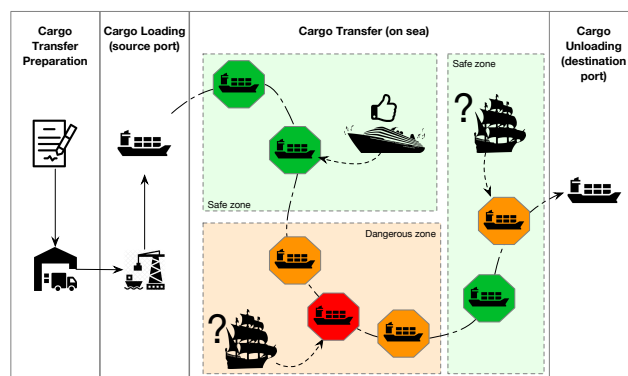 Cargo
Transfer
Preparation
Cargo Loading
(source port)
Cargo Transfer (on sea)
Cargo
Unloading
(destination
port)
Safe zone
?
Safe zone
Dangerous zone
?